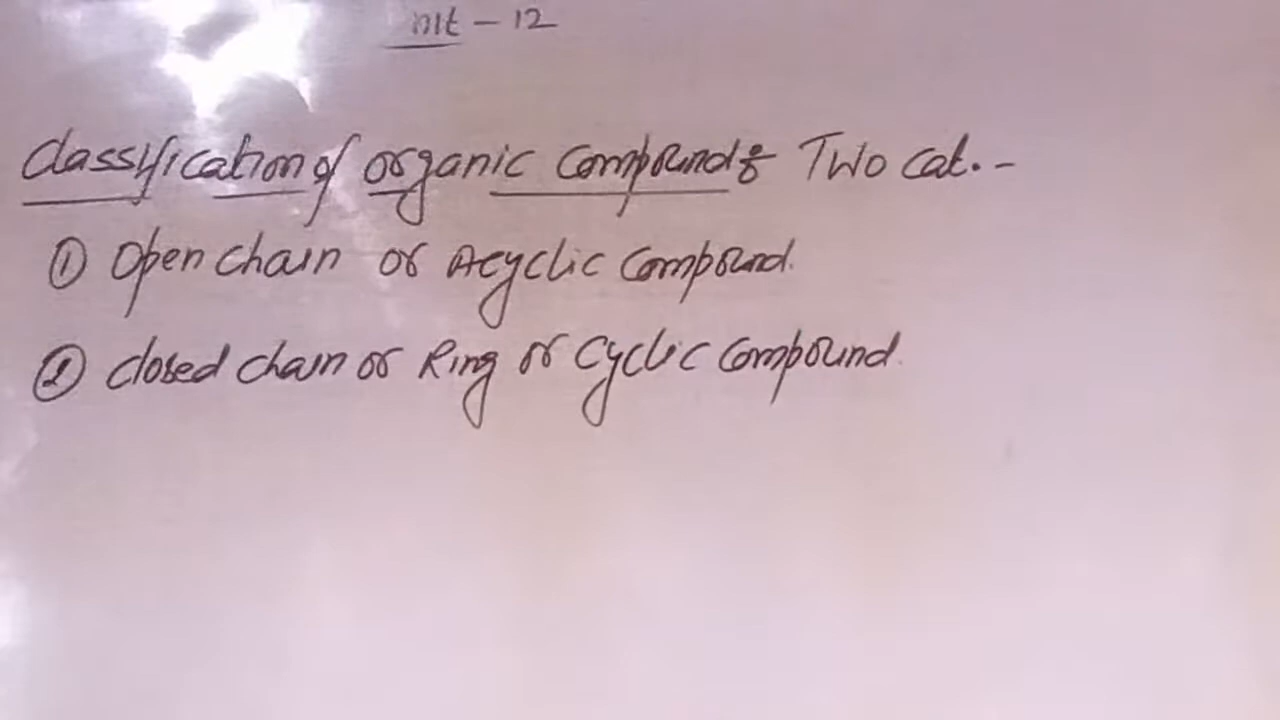 - 12
Classification of organic compounds Two cat. -
① Open chain or Acyclic compound.
② closed chain or Ring or Cyclic compound.